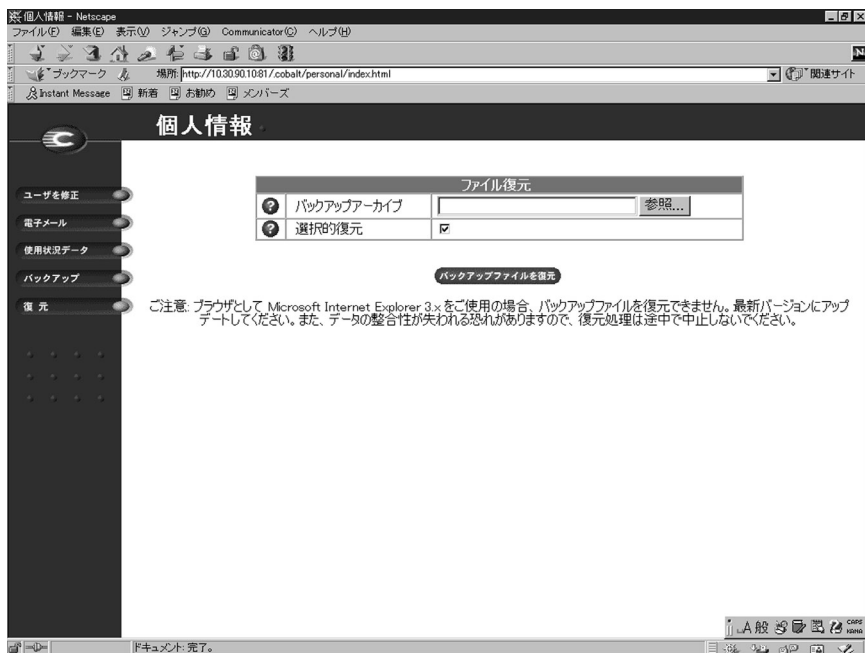 個人情報 - Netscape
ファイル(F) 編集(E) 表示(V) ジャンプ(G) Communicator(C) ヘルプ(H)
N
ブックマーク 場所: http://10.30.90.10:81/.cobalt/personal/index.html 関連サイト
Instant Message 新着 お勧め メンバーズ
C
個人情報
ユーザを修正
電子メール
使用状況データ
バックアップ
復 元
ファイル復元
? バックアップアーカイブ 参照...
? 選択的復元
バックアップファイルを復元
ご注意: ブラウザとして Microsoft Internet Explorer 3.x をご使用の場合、バックアップファイルを復元できません。最新バージョンにアップ
デートしてください。また、データの整合性が失われる恐れがありますので、復元処理は途中で中止しないでください。
A 般 CAPS
KANA
ドキュメント: 完了。